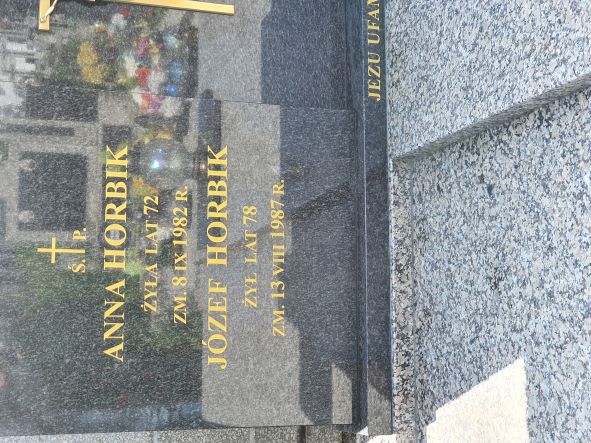 Ś. P.
ANNA HORBIK
ŻYŁA LAT 72
ZM. 8 IX 1982 R.
JÓZEF HORBIK
ŻYŁ LAT 78
ZM. 13 VIII 1987 R.
JEZU UFAM